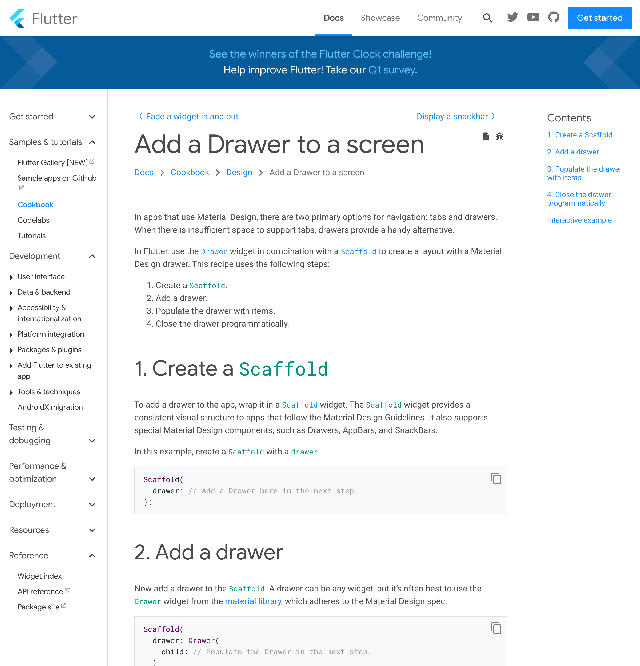 Flutter
Docs
Showcase
Community
Get started
See the winners of the Flutter Clock challenge!
Help improve Flutter! Take our Q1 survey.
Get started
Samples & tutorials
Flutter Gallery [NEW]
Sample apps on Github
Cookbook
Codelabs
Tutorials
Development
User interface
Data & backend
Accessibility &
internationalization
Platform integration
Packages & plugins
Add Flutter to existing
app
Tools & techniques
AndroidX migration
Testing &
debugging
Performance &
optimization
Deployment
Resources
Reference
Widget index
API reference
Package site
Fade a widget in and out
Display a snackbar
Add a Drawer to a screen
Docs > Cookbook > Design > Add a Drawer to a screen
In apps that use Material Design, there are two primary options for navigation: tabs and drawers.
When there is insufficient space to support tabs, drawers provide a handy alternative.
In Flutter, use the Drawer widget in combination with a Scaffold to create a layout with a Material
Design drawer. This recipe uses the following steps:
1. Create a Scaffold.
2. Add a drawer.
3. Populate the drawer with items.
4. Close the drawer programmatically.
1. Create a Scaffold
To add a drawer to the app, wrap it in a Scaffold widget. The Scaffold widget provides a
consistent visual structure to apps that follow the Material Design Guidelines. It also supports
special Material Design components, such as Drawers, AppBars, and SnackBars.
In this example, create a Scaffold with a drawer:
Scaffold(
drawer: // Add a Drawer here in the next step.
);
2. Add a drawer
Now add a drawer to the Scaffold. A drawer can be any widget, but it's often best to use the
Drawer widget from the material library, which adheres to the Material Design spec.
Scaffold(
drawer: Drawer(
child: // Populate the Drawer in the next step.
)
Contents
1. Create a Scaffold
2. Add a drawer
3. Populate the drawer
with items
4. Close the drawer
programmatically
Interactive example